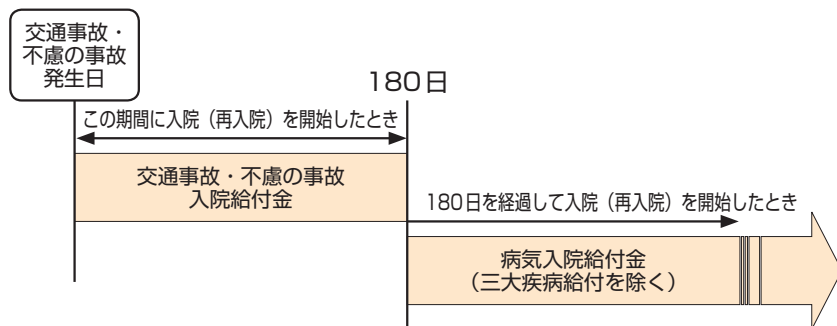 交通事故・
不慮の事故
発生日
180日
この期間に入院（再入院）を開始したとき
交通事故・不慮の事故
入院給付金
180日を経過して入院（再入院）を開始したとき
病気入院給付金
（三大疾病給付を除く）